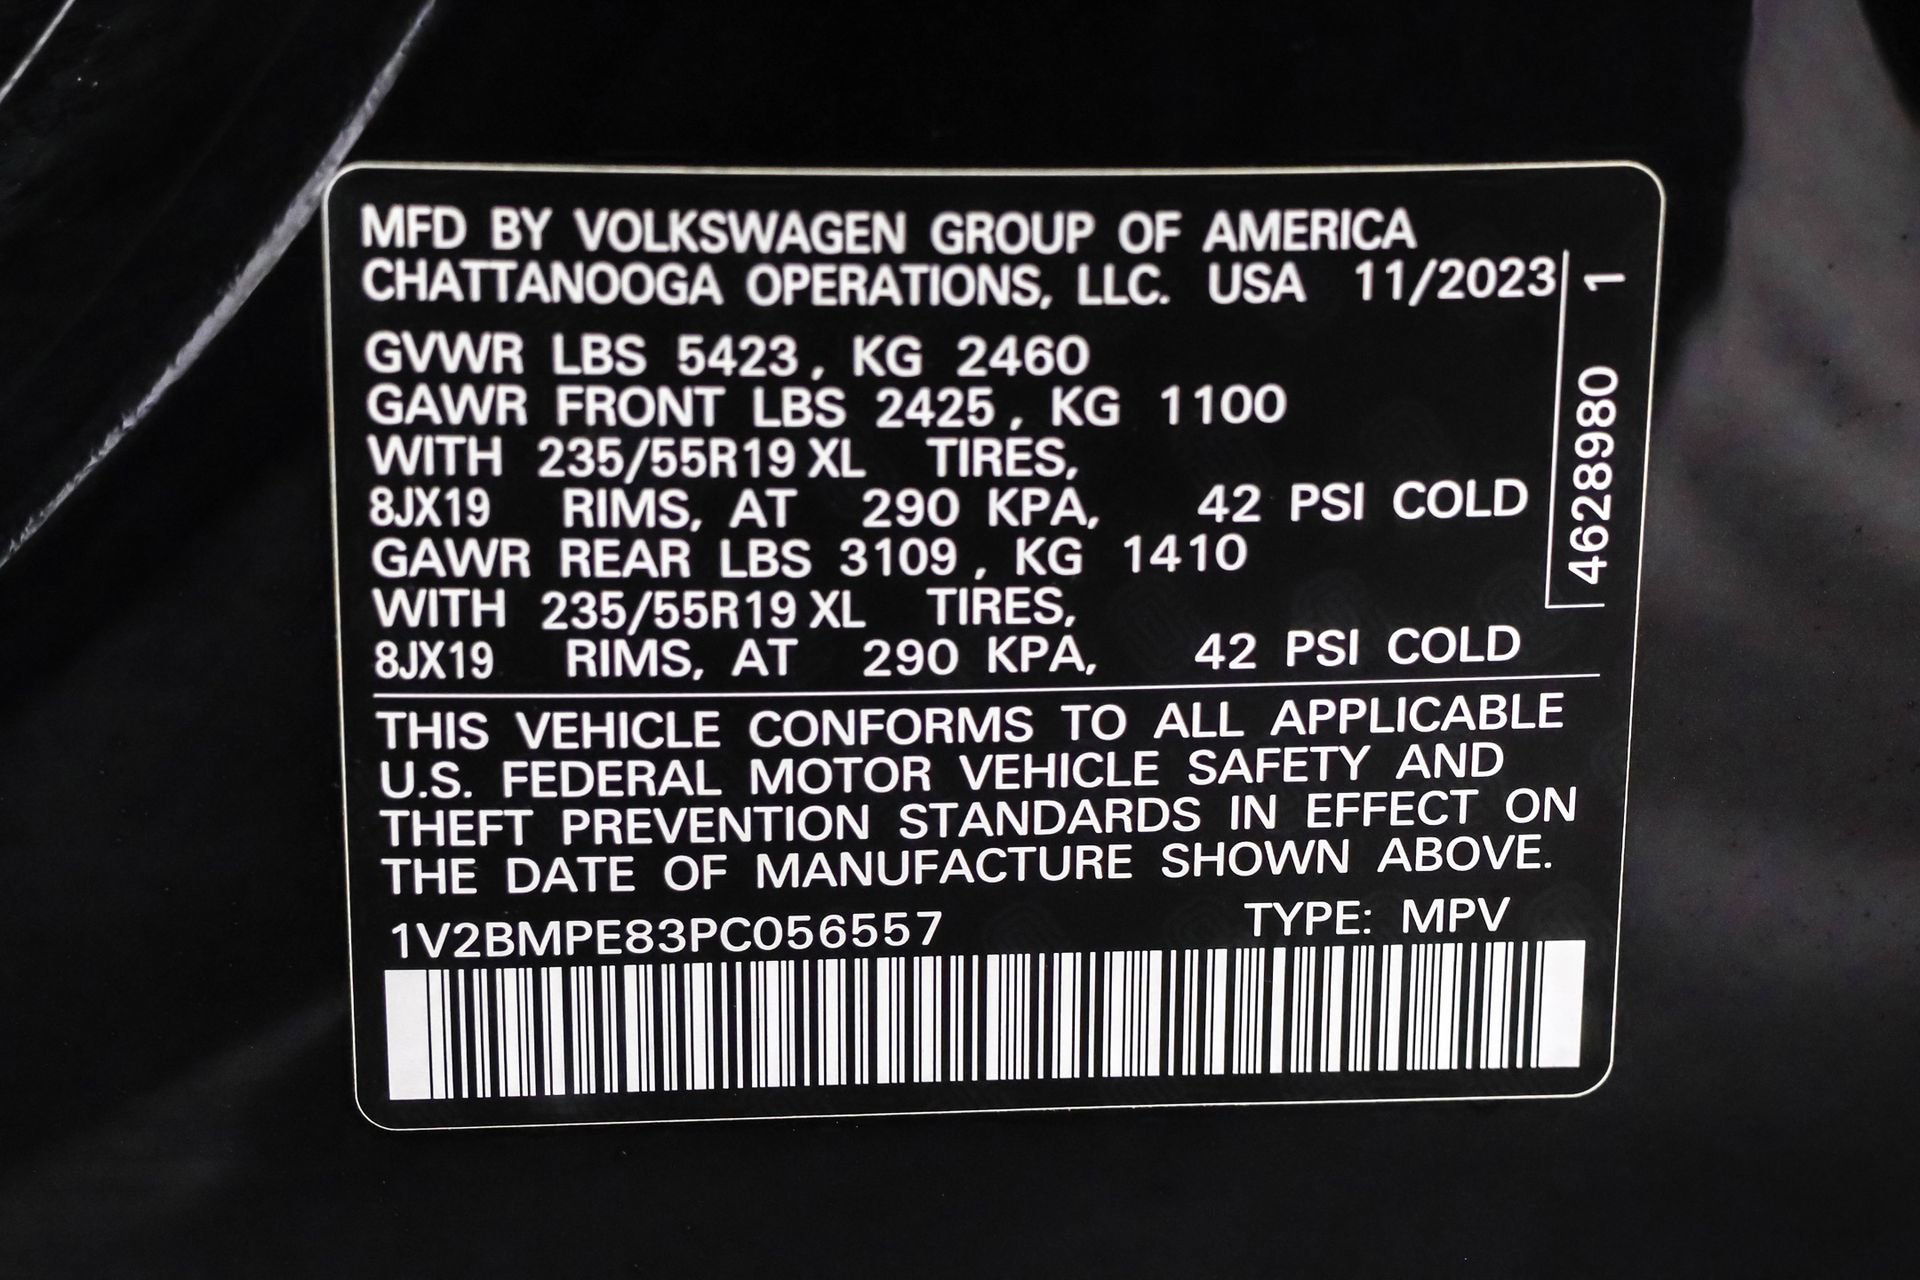 MFD BY VOLKSWAGEN GROUP OF AMERICA
CHATTANOOGA OPERATIONS, LLC. USA 11/2023
GVWR LBS 5423, KG 2460
GAWR FRONT LBS 2425, KG 1100
WITH 235/55R19 XL TIRES,
8JX19 RIMS, AT 290 KPA, 42 PSI COLD
GAWR REAR LBS 3109, KG 1410
WITH 235/55R19 XL TIRES,
8JX19 RIMS, AT 290 KPA, 42 PSI COLD
4628980 1
THIS VEHICLE CONFORMS TO ALL APPLICABLE
U.S. FEDERAL MOTOR VEHICLE SAFETY AND
THEFT PREVENTION STANDARDS IN EFFECT ON
THE DATE OF MANUFACTURE SHOWN ABOVE.
1V2BMPE83PC056557 TYPE: MPV